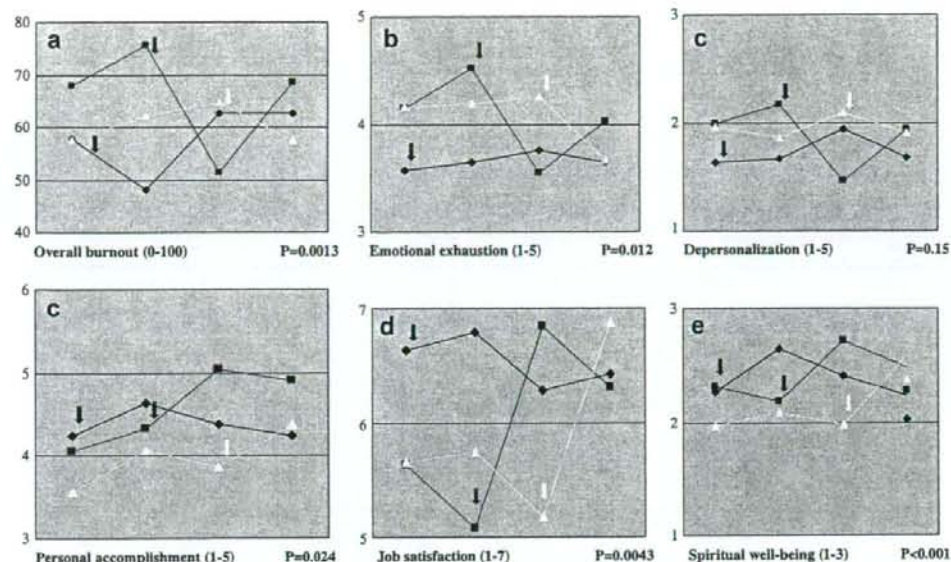 a
80
70
60
50
40
Overall burnout (0-100) P=0.0013
b
5
4
3
Emotional exhaustion (1-5) P=0.012
c
3
2
1
Depersonalization (1-5) P=0.15
c
6
5
4
3
Personal accomplishment (1-5) P=0.024
d
7
6
5
Job satisfaction (1-7) P=0.0043
e
3
2
1
Spiritual well-being (1-3) P<0.001